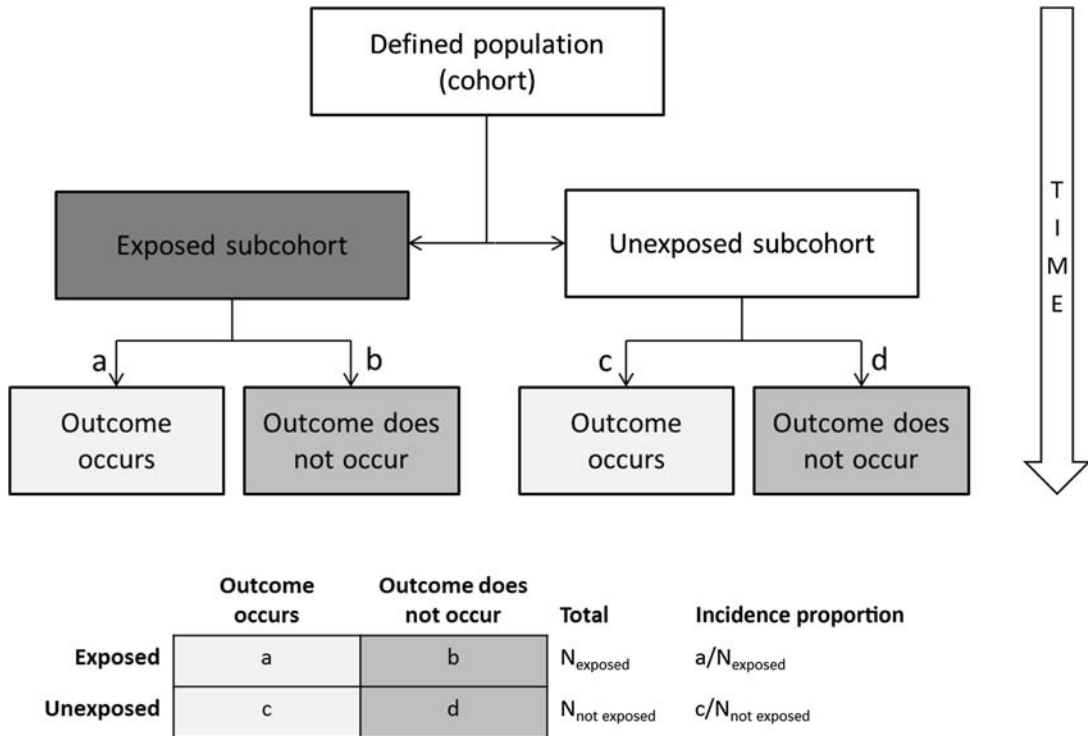 Defined population
(cohort)
Exposed subcohort
Unexposed subcohort
T
I
M
E
a
b
c
d
Outcome
occurs
Outcome does
not occur
Outcome
occurs
Outcome does
not occur
Outcome
occurs
Outcome does
not occur
Total
Incidence proportion
Exposed a b Nexposed a/Nexposed
Unexposed c d Nnot exposed c/Nnot exposed